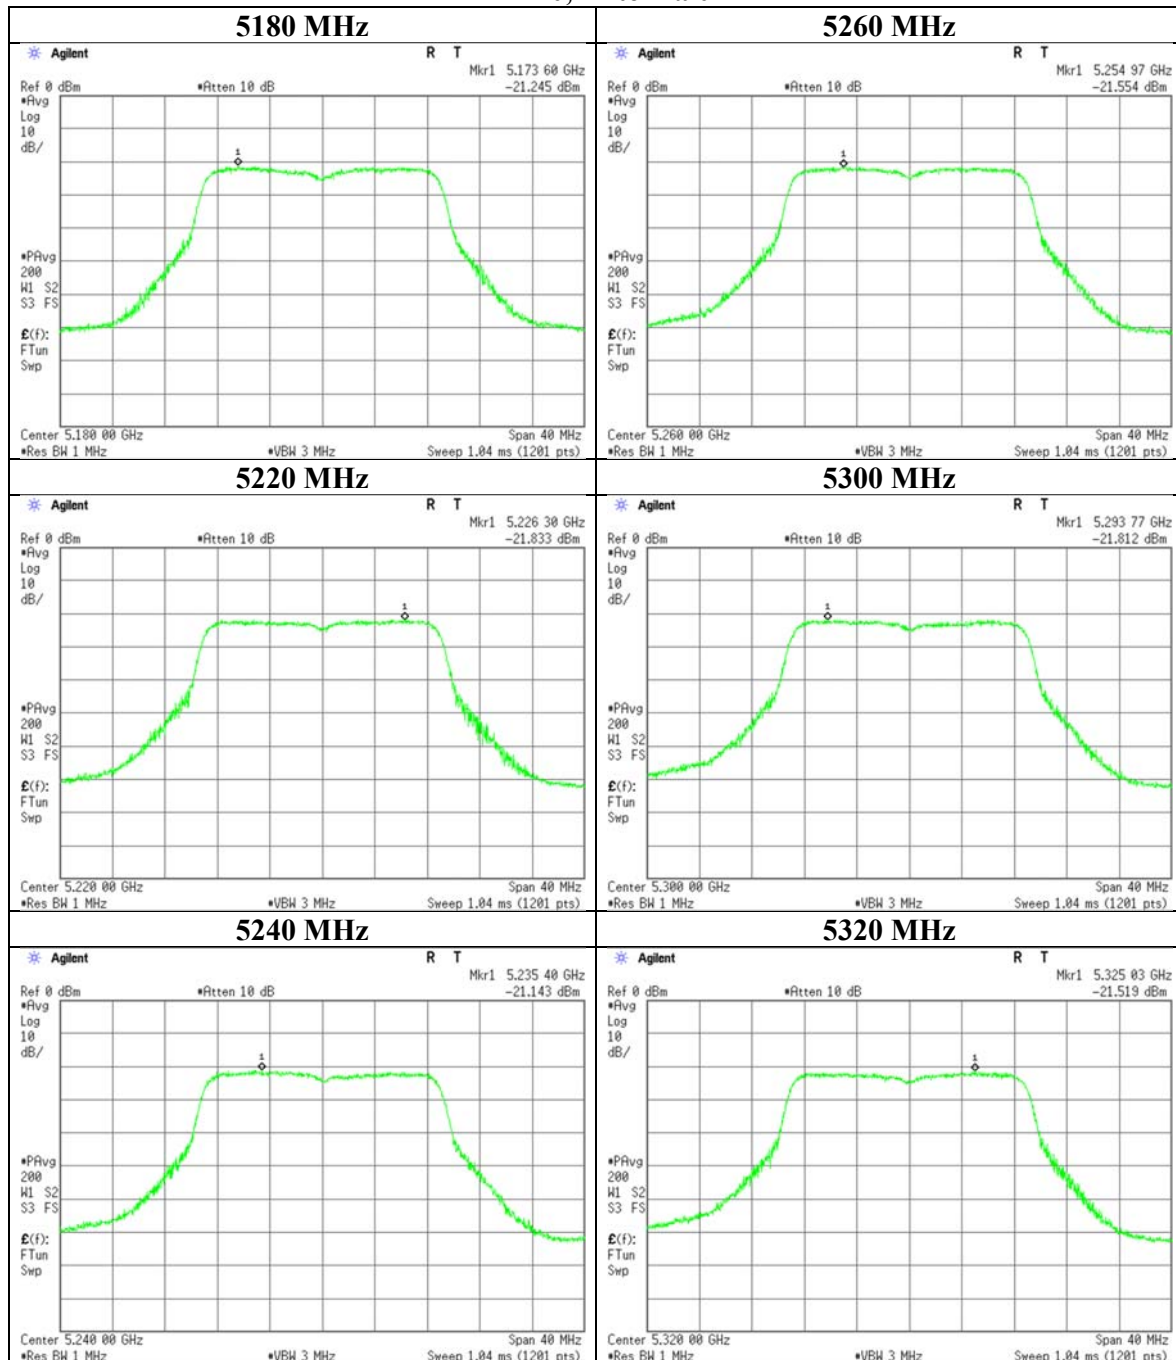 5180 MHz
Agilent
R T
Mkr1 5.173 60 GHz
Ref 0 dBm
*Atten 10 dB
-21.245 dBm
*Avg
Log
10
dB/
1
*PAvg
200
W1 S2
S3 FS
£(f):
FTun
Swp
Center 5.180 00 GHz
Span 40 MHz
*Res BW 1 MHz
*VBW 3 MHz
Sweep 1.04 ms (1201 pts)
5260 MHz
Agilent
R T
Mkr1 5.254 97 GHz
Ref 0 dBm
*Atten 10 dB
-21.554 dBm
*Avg
Log
10
dB/
1
*PAvg
200
W1 S2
S3 FS
£(f):
FTun
Swp
Center 5.260 00 GHz
Span 40 MHz
*Res BW 1 MHz
*VBW 3 MHz
Sweep 1.04 ms (1201 pts)
5220 MHz
Agilent
R T
Mkr1 5.226 30 GHz
Ref 0 dBm
*Atten 10 dB
-21.833 dBm
*Avg
Log
10
dB/
1
*PAvg
200
W1 S2
S3 FS
£(f):
FTun
Swp
Center 5.220 00 GHz
Span 40 MHz
*Res BW 1 MHz
*VBW 3 MHz
Sweep 1.04 ms (1201 pts)
5300 MHz
Agilent
R T
Mkr1 5.293 77 GHz
Ref 0 dBm
*Atten 10 dB
-21.812 dBm
*Avg
Log
10
dB/
1
*PAvg
200
W1 S2
S3 FS
£(f):
FTun
Swp
Center 5.300 00 GHz
Span 40 MHz
*Res BW 1 MHz
*VBW 3 MHz
Sweep 1.04 ms (1201 pts)
5240 MHz
Agilent
R T
Mkr1 5.235 40 GHz
Ref 0 dBm
*Atten 10 dB
-21.143 dBm
*Avg
Log
10
dB/
1
*PAvg
200
W1 S2
S3 FS
£(f):
FTun
Swp
Center 5.240 00 GHz
Span 40 MHz
*Res BW 1 MHz
*VBW 3 MHz
Sweep 1.04 ms (1201 pts)
5320 MHz
Agilent
R T
Mkr1 5.325 03 GHz
Ref 0 dBm
*Atten 10 dB
-21.519 dBm
*Avg
Log
10
dB/
1
*PAvg
200
W1 S2
S3 FS
£(f):
FTun
Swp
Center 5.320 00 GHz
Span 40 MHz
*Res BW 1 MHz
*VBW 3 MHz
Sweep 1.04 ms (1201 pts)